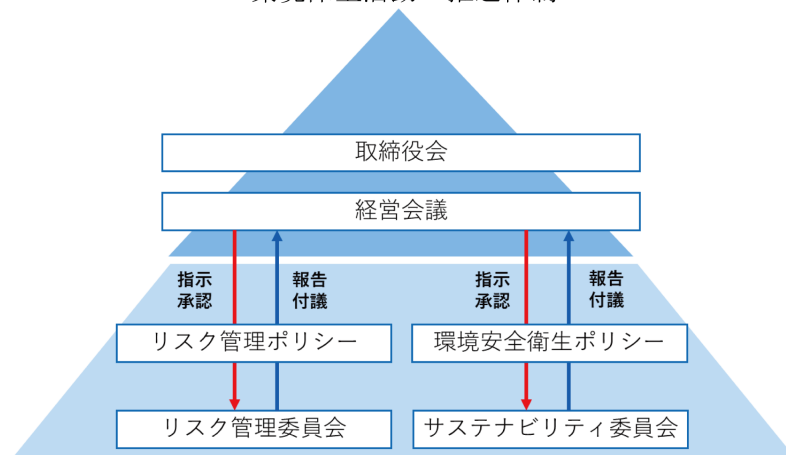 取締役会
経営会議
指示
承認
報告
付議
指示
承認
報告
付議
リスク管理ポリシー
環境安全衛生ポリシー
リスク管理委員会
サステナビリティ委員会